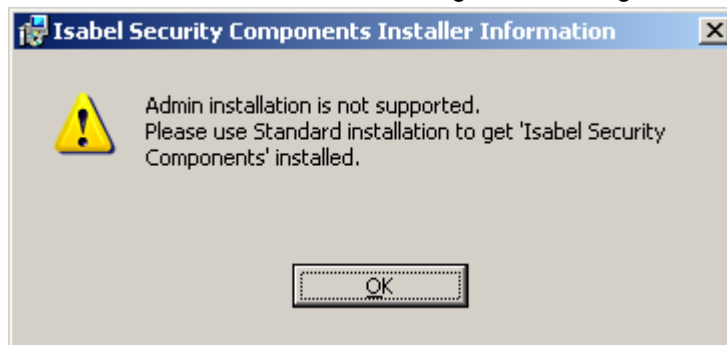 Isabel Security Components Installer Information
Admin installation is not supported.
Please use Standard installation to get 'Isabel Security
Components' installed.
OK